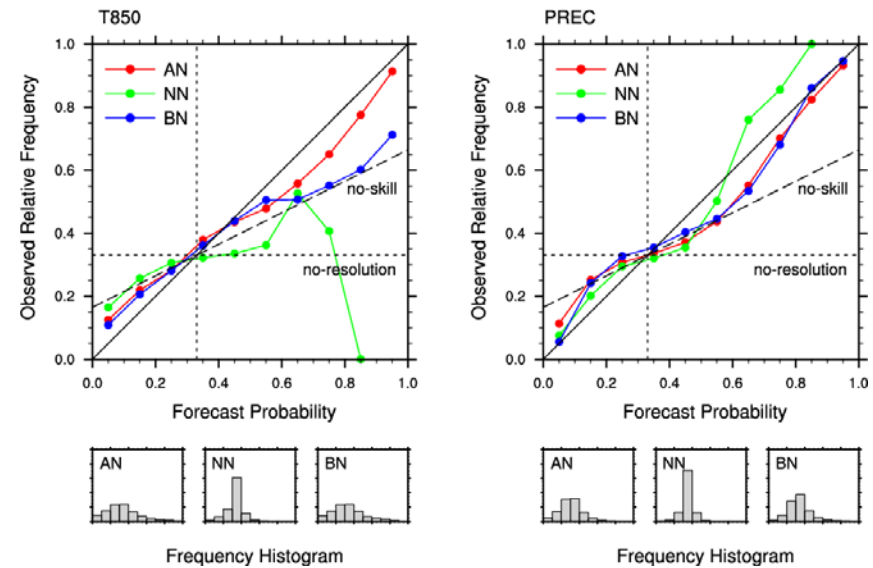 T850
1.0
0.8
0.6
0.4
0.2
0.0
Observed Relative Frequency
AN
NN
BN
no-skill
no-resolution
0.0 0.2 0.4 0.6 0.8 1.0
Forecast Probability
AN NN BN
Frequency Histogram
PREC
1.0
0.8
0.6
0.4
0.2
0.0
Observed Relative Frequency
AN
NN
BN
no-skill
no-resolution
0.0 0.2 0.4 0.6 0.8 1.0
Forecast Probability
AN NN BN
Frequency Histogram